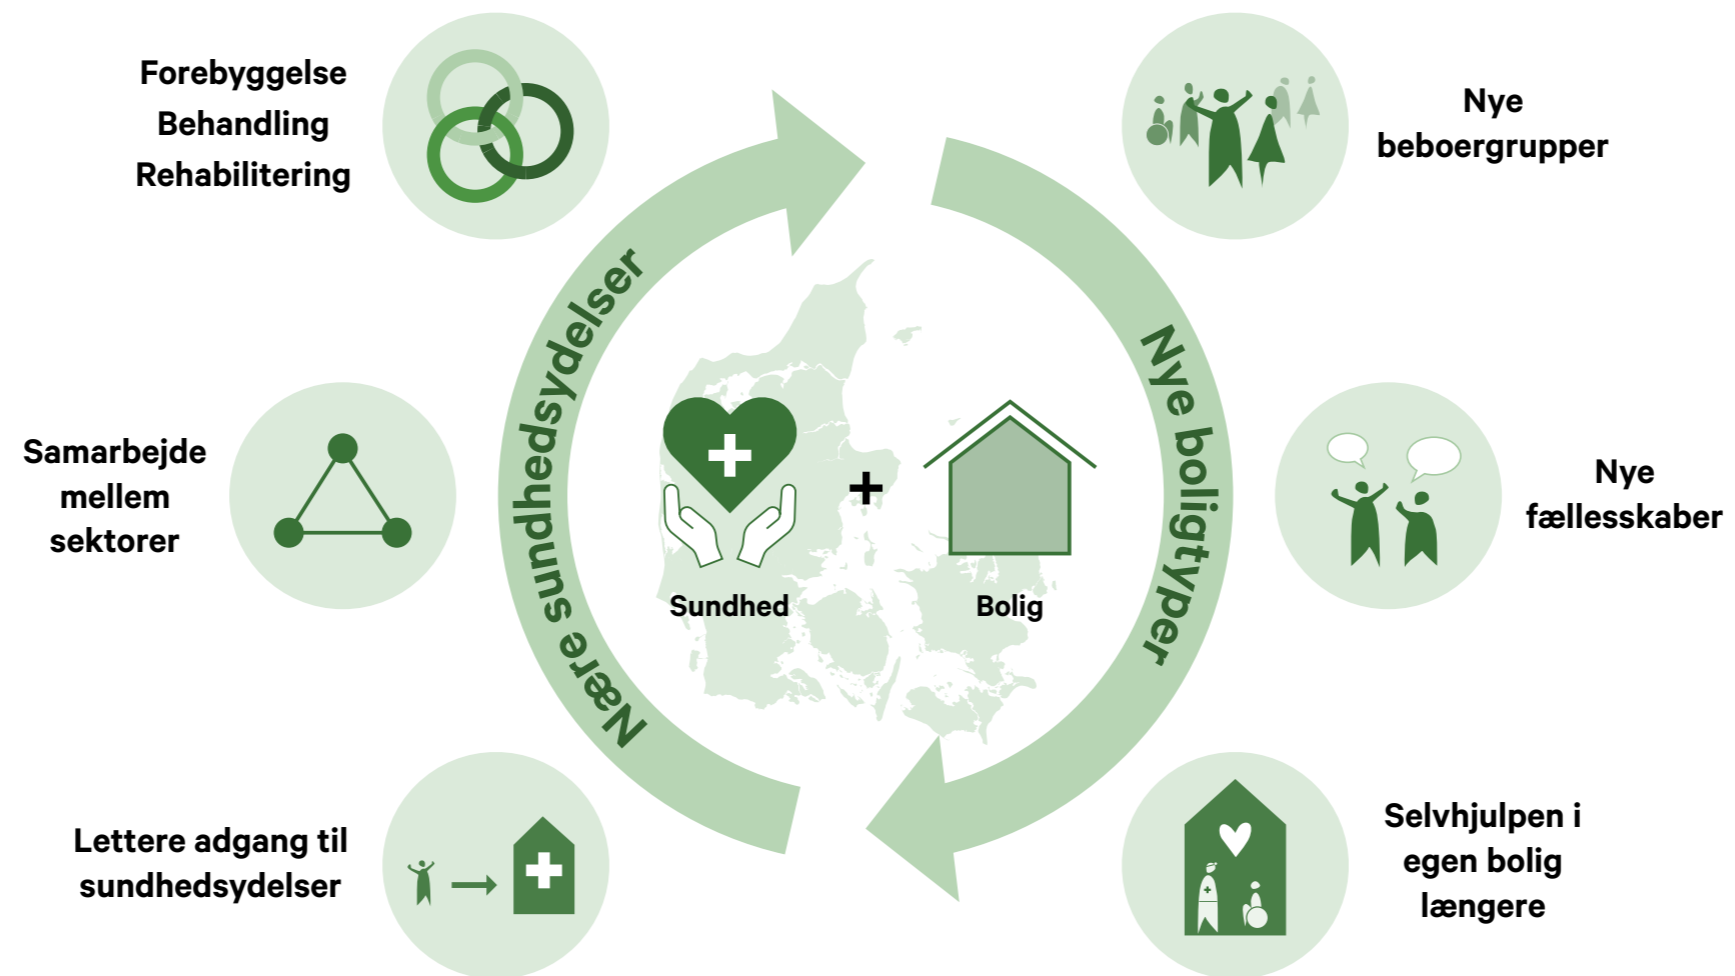 Forebyggelse
Behandling
Rehabilitering
Samarbejde
mellem
sektorer
Lettere adgang til
sundhedsydelser
Nære sundhedsydelser
Sundhed
+
Bolig
Nye boligtyper
Nye
beboergrupper
Nye
fællesskaber
Selvhjulpen i
egen bolig
længere